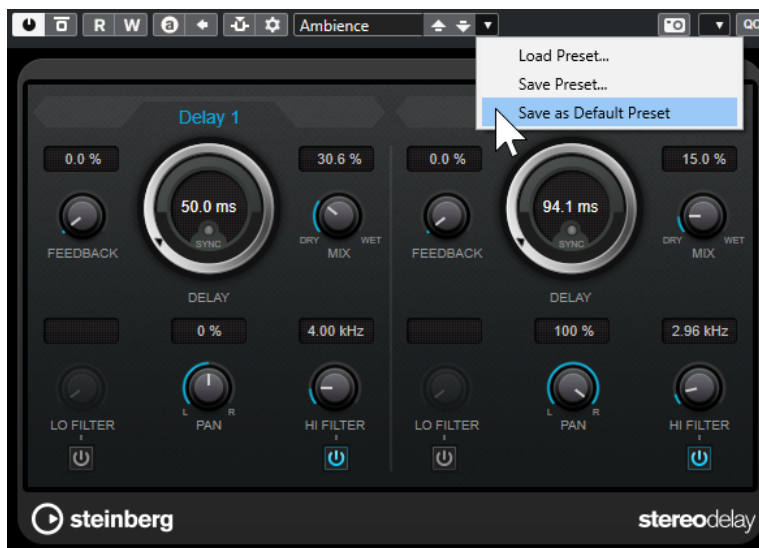 R W a Ambience QC
Load Preset...
Save Preset...
Save as Default Preset
Delay 1
0.0 % 30.6 % 0.0 % 15.0 %
50.0 ms 94.1 ms
SYNC SYNC
DRY WET DRY WET
FEEDBACK MIX FEEDBACK MIX
DELAY DELAY
0 % 4.00 kHz 100 % 2.96 kHz
L R L R
LO FILTER PAN HI FILTER LO FILTER PAN HI FILTER
steinberg stereodelay